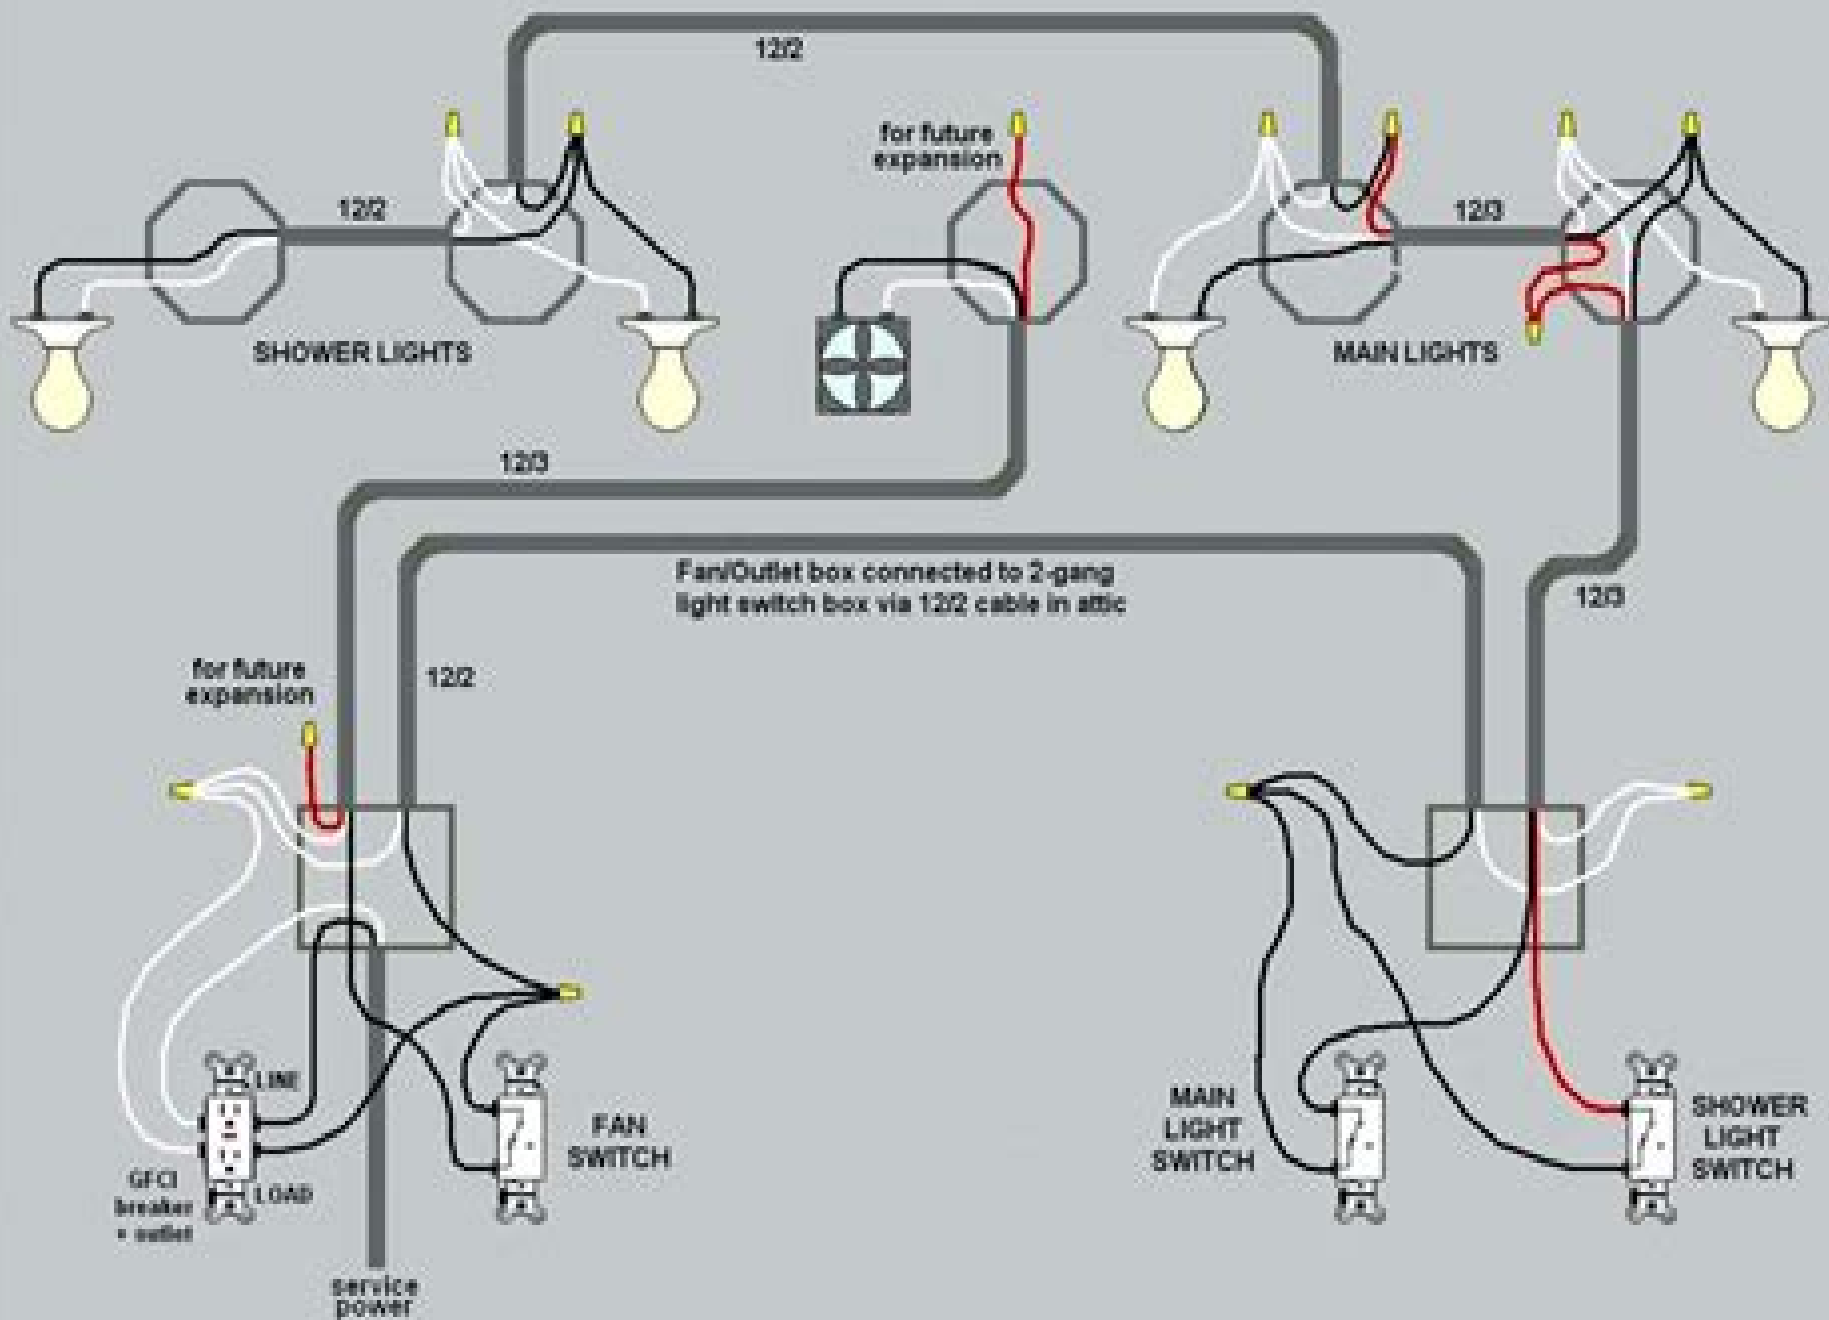 12/2
for future
expansion
12/2
12/3
SHOWER LIGHTS
MAIN LIGHTS
12/3
Fan/Outlet box connected to 2-gang
light switch box via 12/2 cable in attic
12/3
for future
expansion
12/2
LINE
FAN
SWITCH
MAIN
LIGHT
SWITCH
SHOWER
LIGHT
SWITCH
GFCI
breaker
+ outlet
LOAD
service
power